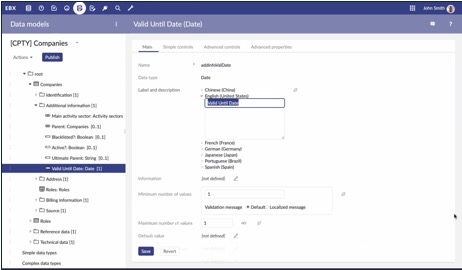 EBX
John Smith
Data models
Valid Until Date (Date)
[CPTY] Companies
Actions
Publish
root
Companies
Identification [1]
Additional information [1]
Main activity sector: Activity sectors
Parent: Companies [0..1]
Blacklisted?: Boolean [0..1]
Active?: Boolean [0..1]
Ultimate Parent: String [0..1]
Valid Until Date: Date [1]
Address [1]
Roles: Roles
Billing Information [1]
Source [1]
Roles
Reference data [1]
Technical data [1]
Simple data types
Complex data types
Main
Simple controls
Advanced controls
Advanced properties
Name
Data type
Date
Label and description
Chinese (China)
English (United States)
Valid Until Date
French (France)
German (Germany)
Japanese (Japan)
Portuguese (Brazil)
Spanish (Spain)
Information
[not defined]
Minimum number of values
1
Validation message
Default
Localized message
Maximum number of values
1
Default value
[not defined]
Save
Revert